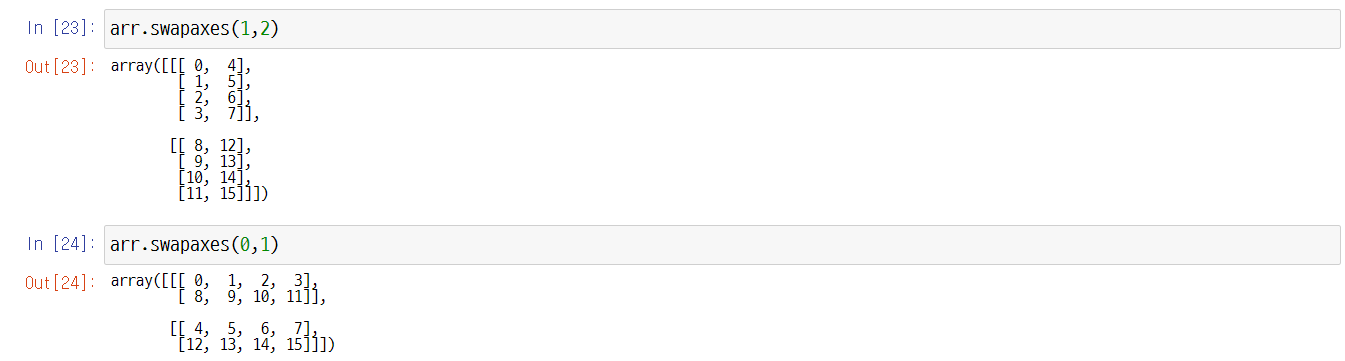 In [23]: arr.swapaxes(1,2)
Out[23]: array([[[ 0,  4],
        [ 1,  5],
        [ 2,  6],
        [ 3,  7]],

       [[ 8, 12],
        [ 9, 13],
        [10, 14],
        [11, 15]]])
In [24]: arr.swapaxes(0,1)
Out[24]: array([[[ 0,  1,  2,  3],
        [ 8,  9, 10, 11]],

       [[ 4,  5,  6,  7],
        [12, 13, 14, 15]]])